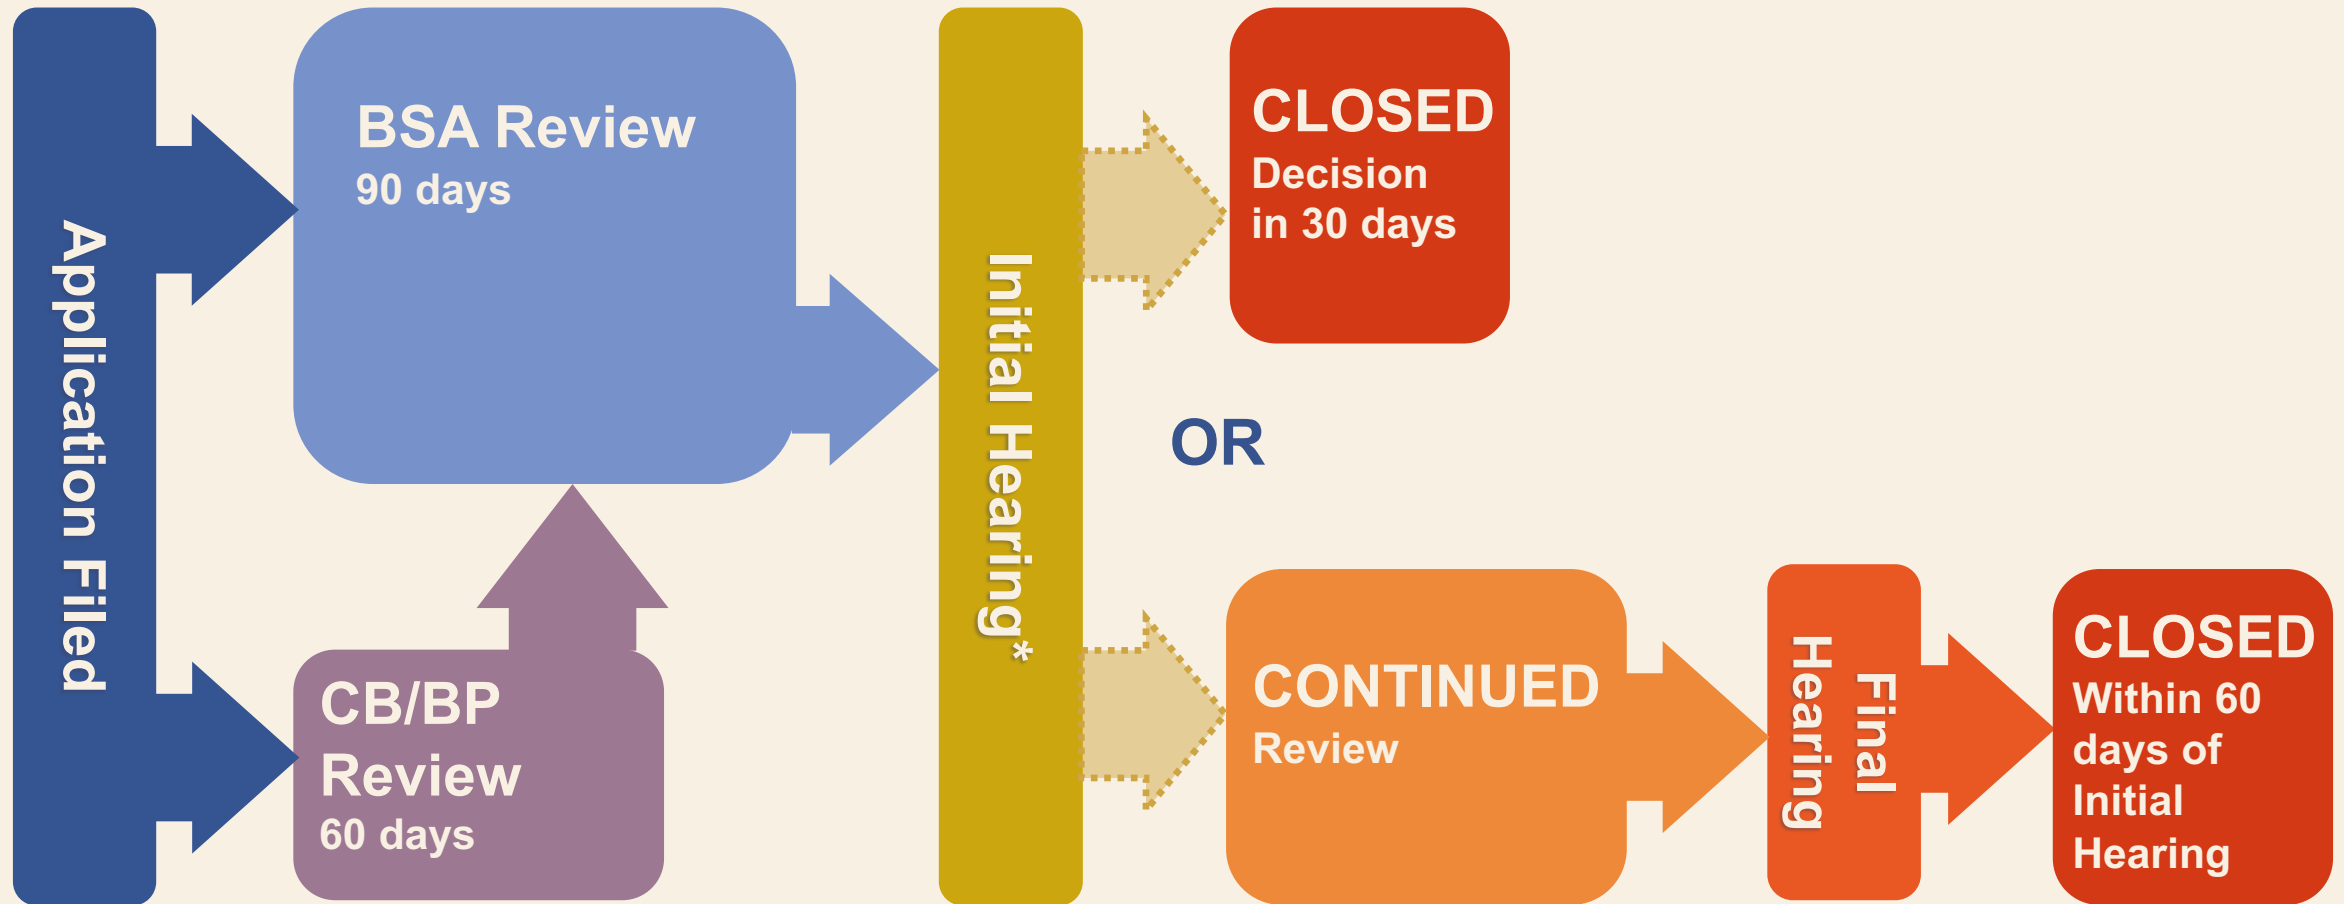 Application Filed
BSA Review
90 days
CB/BP
Review
60 days
Initial Hearing*
CLOSED
Decision
in 30 days
OR
CONTINUED
Review
Final
Hearing
CLOSED
Within 60
days of
Initial
Hearing